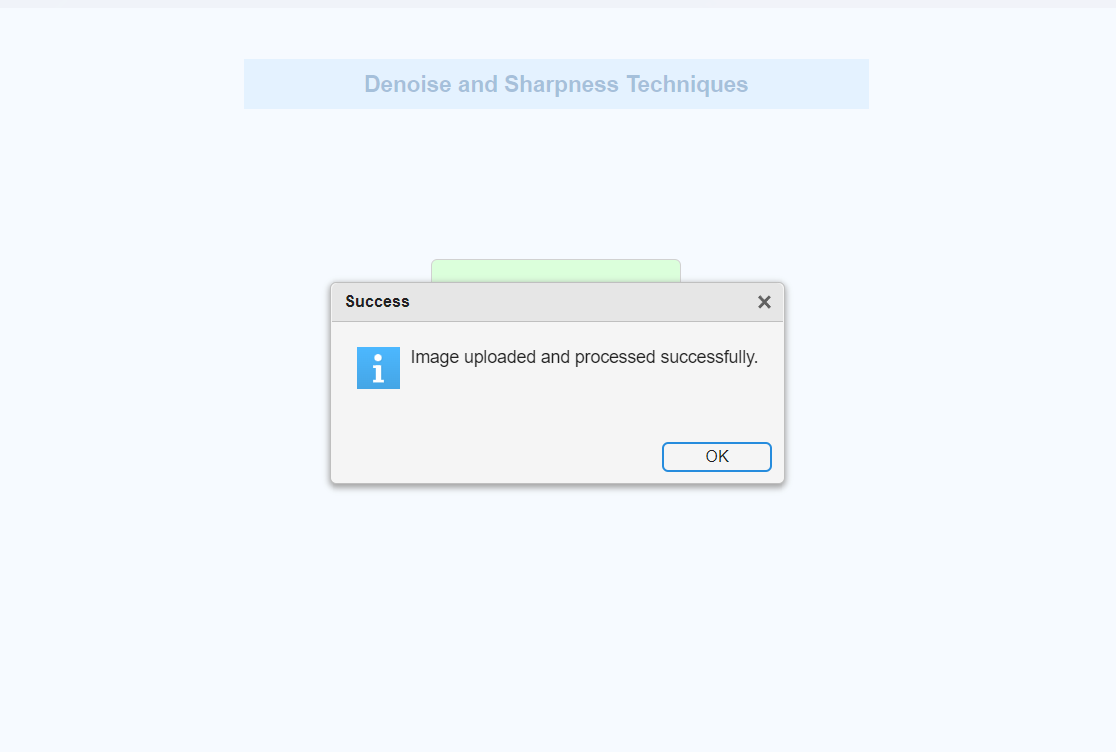 Denoise and Sharpness Techniques
Success
Image uploaded and processed successfully.
OK